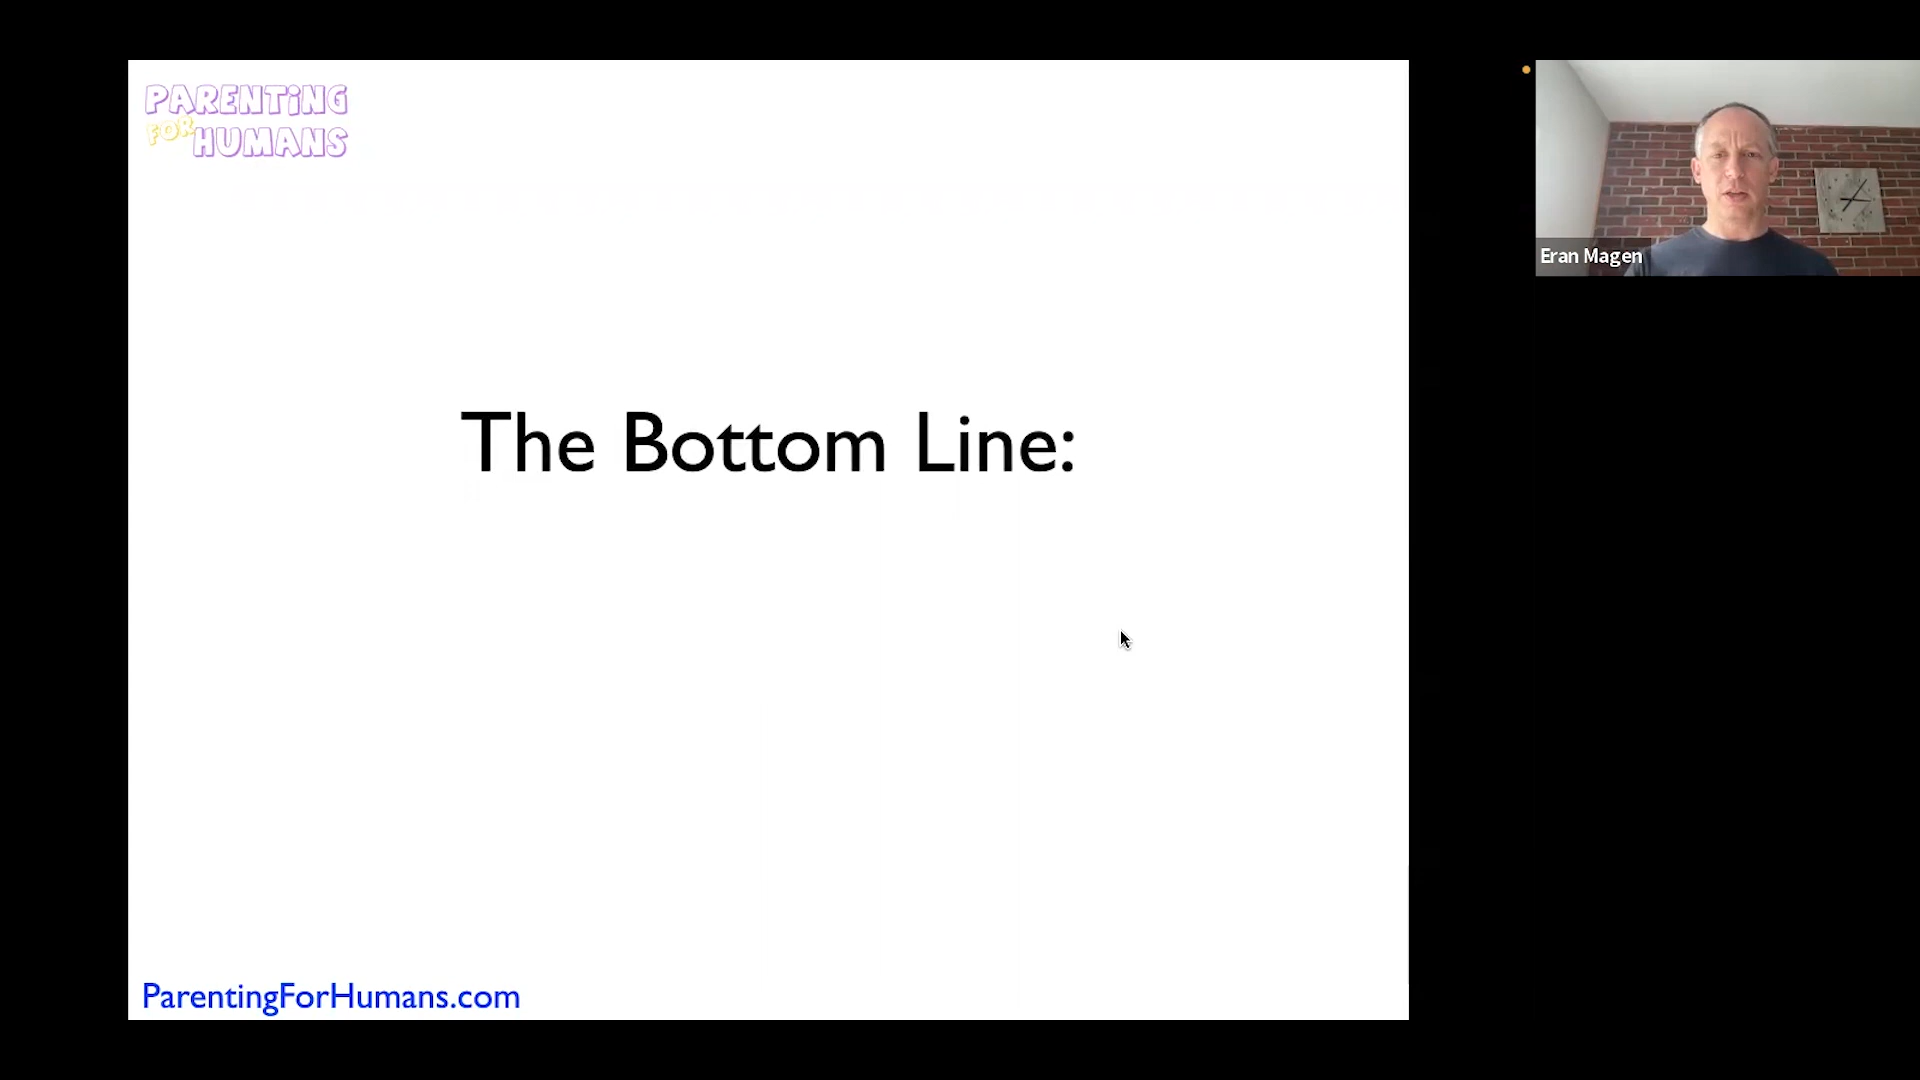 PARENTING
FOR HUMANS
Eran Magen
The Bottom Line:
ParentingForHumans.com